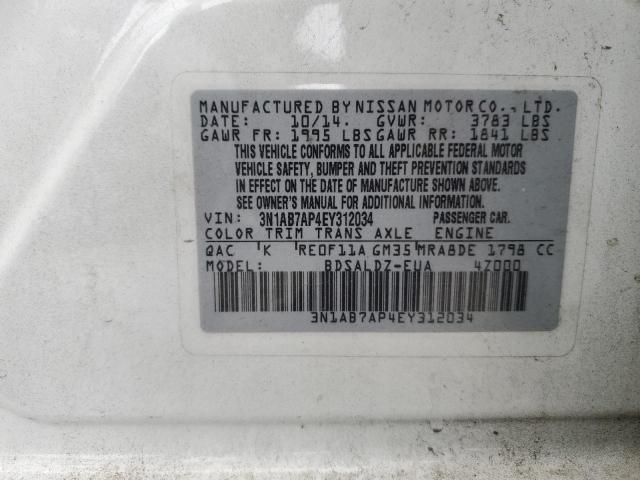 MANUFACTURED BY NISSAN MOTOR CO., LTD.
DATE: 10/14. GVWR: 3783 LBS
GAWR FR: 1995 LBS GAWR RR: 1841 LBS
THIS VEHICLE CONFORMS TO ALL APPLICABLE FEDERAL MOTOR
VEHICLE SAFETY, BUMPER AND THEFT PREVENTION STANDARDS
IN EFFECT ON THE DATE OF MANUFACTURE SHOWN ABOVE.
SEE OWNER'S MANUAL FOR ADDITIONAL INFORMATION.
VIN: 3N1AB7AP4EY312034 PASSENGER CAR.
COLOR TRIM TRANS AXLE ENGINE
QAC K RE0F11A GM35 MRA8DE 1798 CC
MODEL: BDSALDZ-EUA 4Z000
3N1AB7AP4EY312034